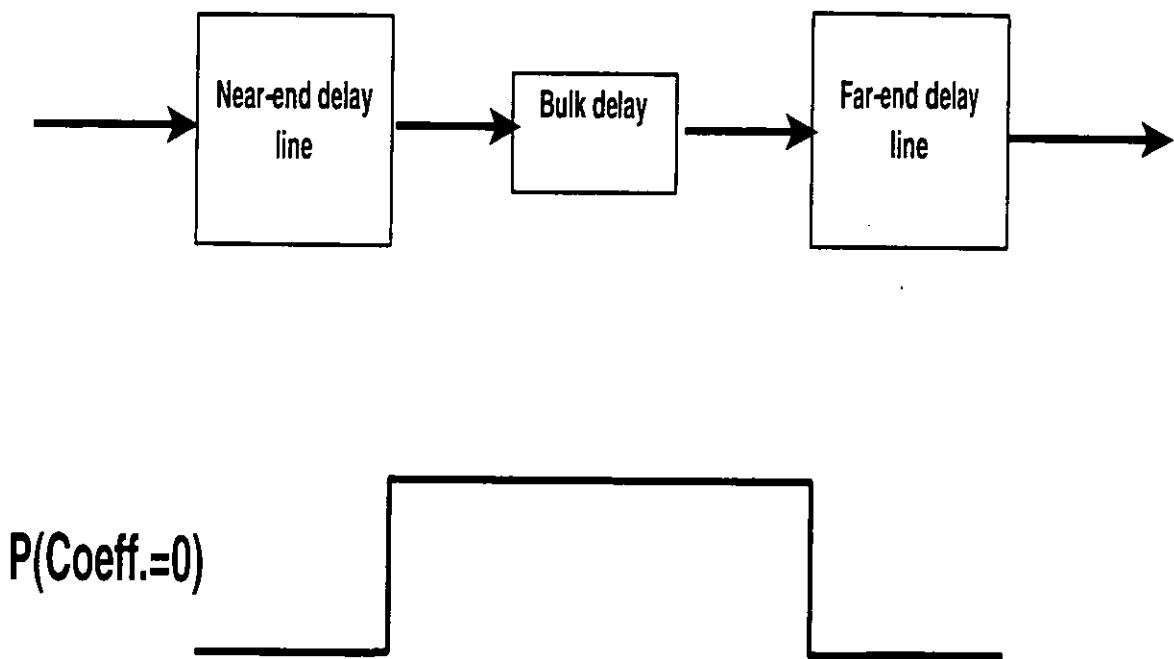 Near-end delay
line
Bulk delay
Far-end delay
line
P(Coeff.=0)